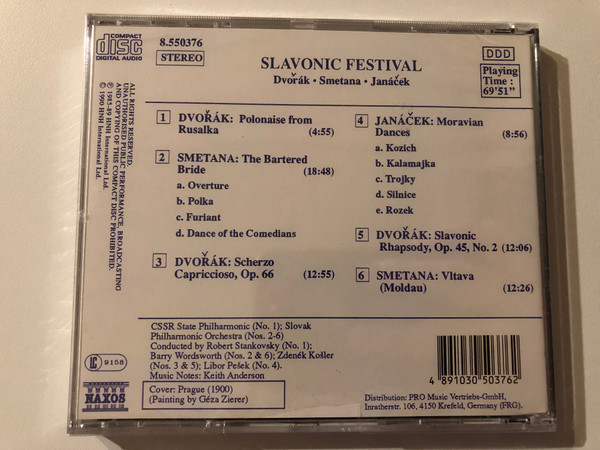 COMPACT
disc
DIGITAL AUDIO
8.550376
STEREO
SLAVONIC FESTIVAL
Dvořák · Smetana · Janáček
DDD
Playing
Time :
69'51"
ALL RIGHTS RESERVED.
UNAUTHORISED PUBLIC PERFORMANCE, BROADCASTING
AND COPYING OF THIS COMPACT DISC PROHIBITED.
℗ 1985-89 HNH International Ltd.
© 1990 HNH International Ltd.
1 DVOŘÁK: Polonaise from
Rusalka (4:55)
2 SMETANA: The Bartered
Bride (18:48)
a. Overture
b. Polka
c. Furiant
d. Dance of the Comedians
3 DVOŘÁK: Scherzo
Capriccioso, Op. 66 (12:55)
4 JANÁČEK: Moravian
Dances (8:56)
a. Kozich
b. Kalamajka
c. Trojky
d. Silnice
e. Rozek
5 DVOŘÁK: Slavonic
Rhapsody, Op. 45, No. 2 (12:06)
6 SMETANA: Vltava
(Moldau) (12:26)
CSSR State Philharmonic (No. 1); Slovak
Philharmonic Orchestra (Nos. 2-6)
Conducted by Robert Stankovsky (No. 1);
Barry Wordsworth (Nos. 2 & 6); Zdeněk Košler
(Nos. 3 & 5); Libor Pešek (No. 4).
Music Notes: Keith Anderson
LC 9158
NAXOS
Cover: Prague (1900)
(Painting by Géza Zierer)
4 891030 503762
Distribution: PRO Music Vertriebs-GmbH,
Inratherstr. 106, 4150 Krefeld, Germany (FRG).